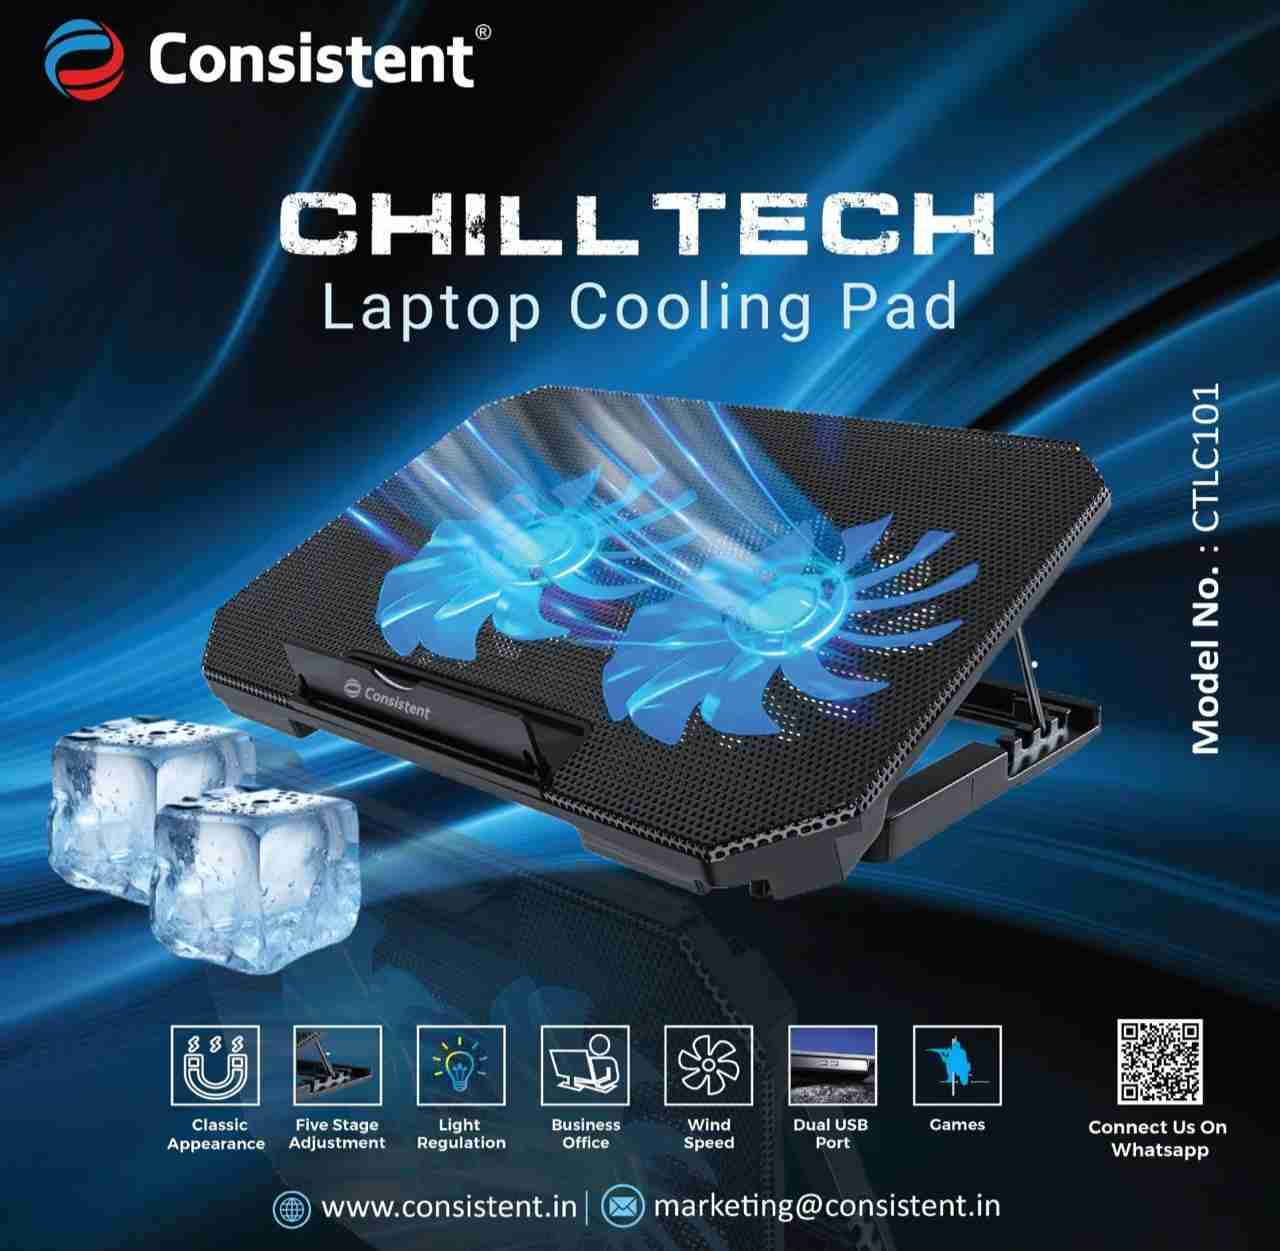 Consistent®
CHILLTECH
Laptop Cooling Pad
Model No. : CTLC101
Consistent
Classic
Appearance
Five Stage
Adjustment
Light
Regulation
Business
Office
Wind
Speed
Dual USB
Port
Games
Connect Us On
Whatsapp
www.consistent.in | marketing@consistent.in